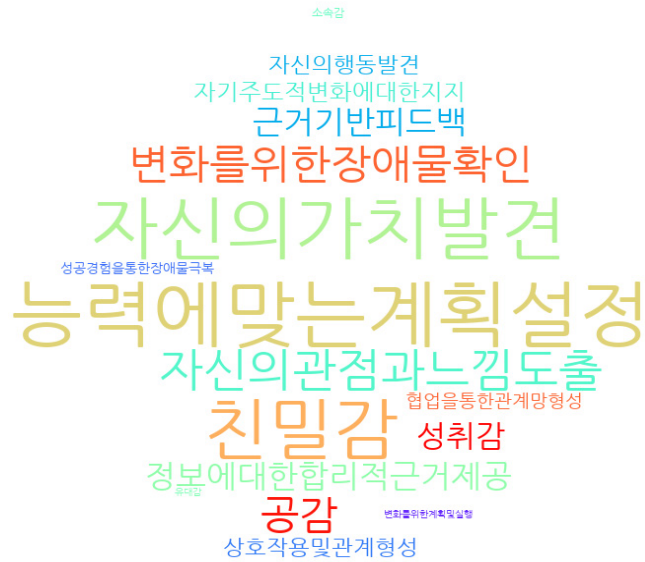 소속감
자신의행동발견
자기주도적변화에대한지지
근거기반피드백
변화를위한장애물확인
자신의가치발견
성공경험을통한장애물극복
능력에맞는계획설정
자신의관점과느낌도출
협업을통한관계망형성
친밀감
성취감
정보에대한합리적근거제공
유대감
공감
변화를위한계획및실행
상호작용및관계형성